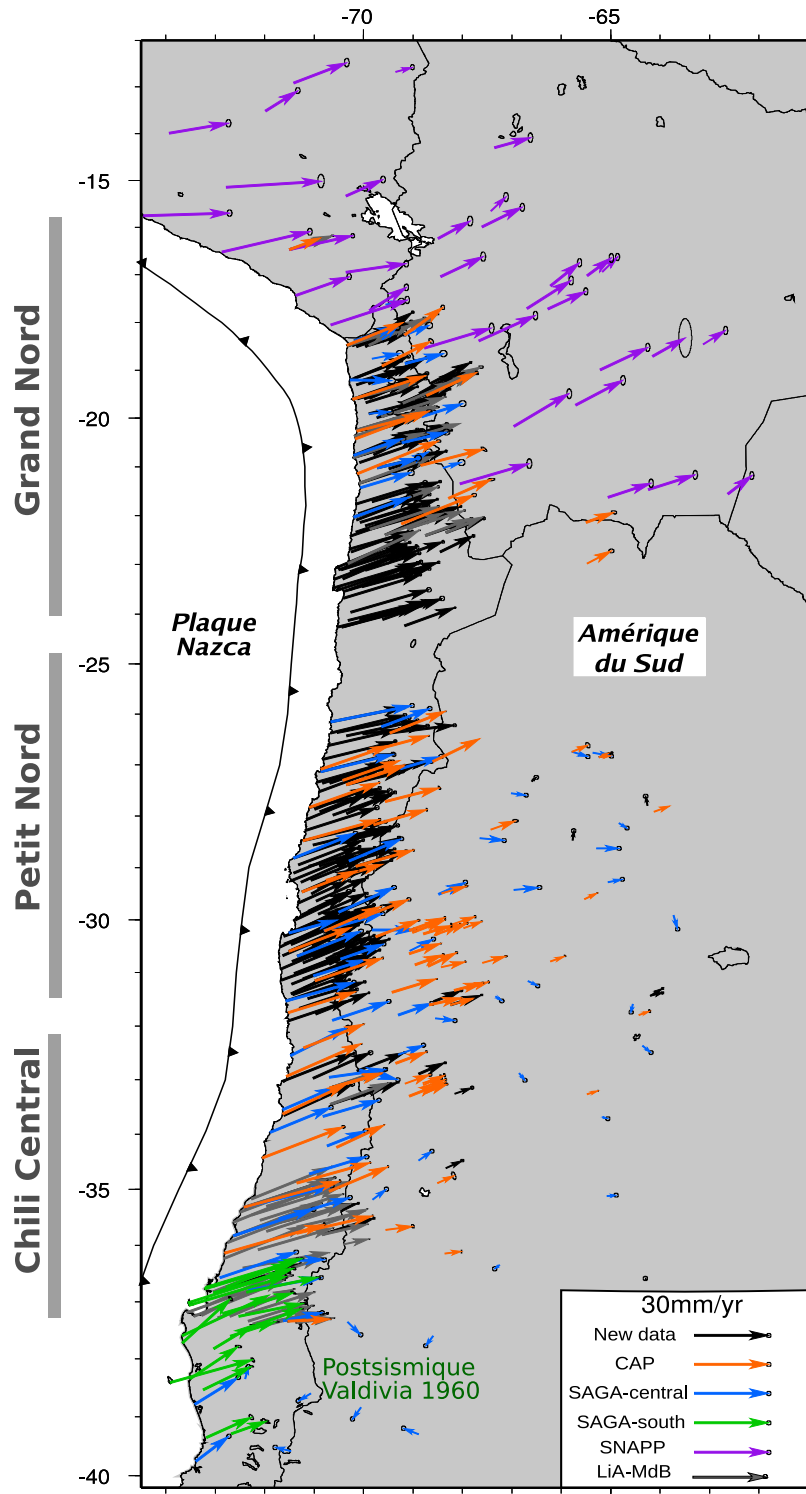 -70 -65
-15
Grand Nord
-20
Plaque
Nazca
Amérique
du Sud
-25
Petit Nord
-30
Chili Central
-35
Postsismique
Valdivia 1960
-40
30mm/yr
New data
CAP
SAGA-central
SAGA-south
SNAPP
LiA-MdB